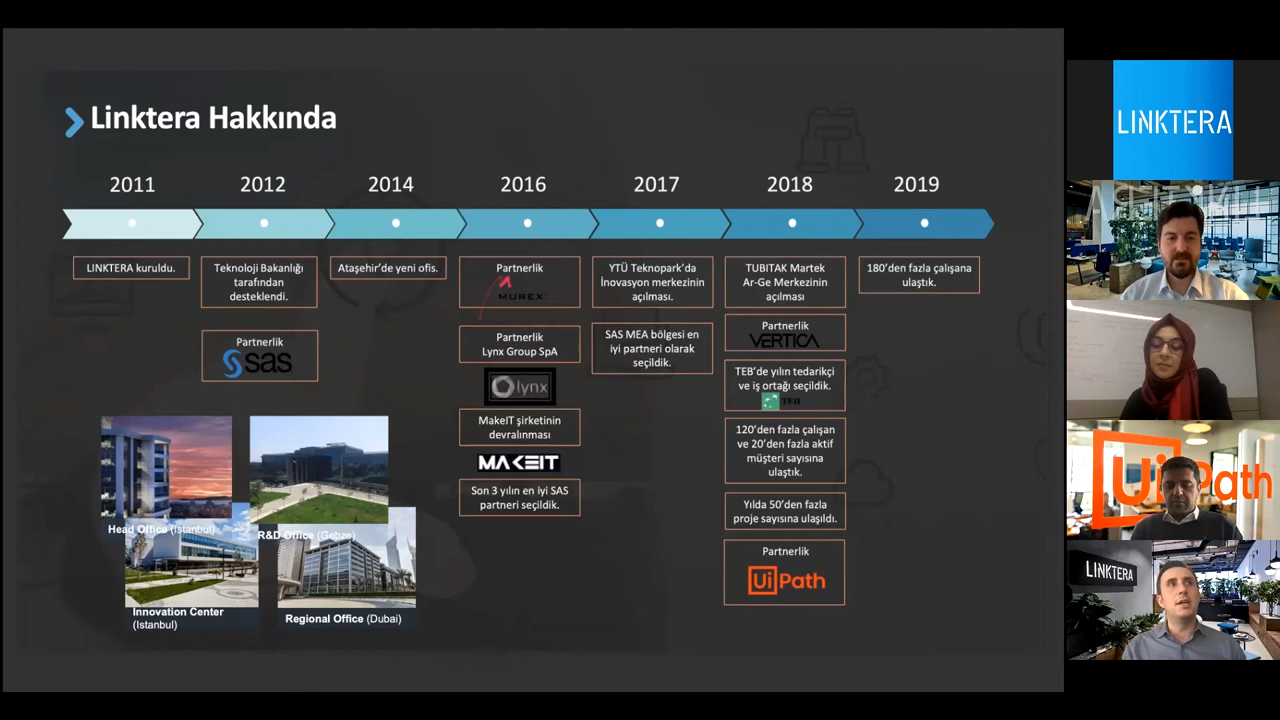 Linktera Hakkında
2011
2012
2014
2016
2017
2018
2019
LINKTERA kuruldu.
Teknoloji Bakanlığı
tarafından
desteklendi.
Partnerlik
sas
Ataşehir'de yeni ofis.
Partnerlik
MUREX
Partnerlik
Lynx Group SpA
lynx
MakeIT şirketinin
devralınması
MAKEIT
Son 3 yılın en iyi SAS
partneri seçildik.
YTÜ Teknopark'da
İnovasyon merkezinin
açılması.
SAS MEA bölgesi en
iyi partneri olarak
seçildik.
TUBITAK Martek
Ar-Ge Merkezinin
açılması
Partnerlik
VERTICA
TEB'de yılın tedarikçi
ve iş ortağı seçildik.
TEB
120'den fazla çalışan
ve 20'den fazla aktif
müşteri sayısına
ulaştık.
Yılda 50'den fazla
proje sayısına ulaşıldı.
Partnerlik
UiPath
180'den fazla çalışana
ulaştık.
Head Office (İstanbul)
R&D Office (Gebze)
Innovation Center
(İstanbul)
Regional Office (Dubai)
LINKTERA
LINKTERA
UiPath
LINKTERA